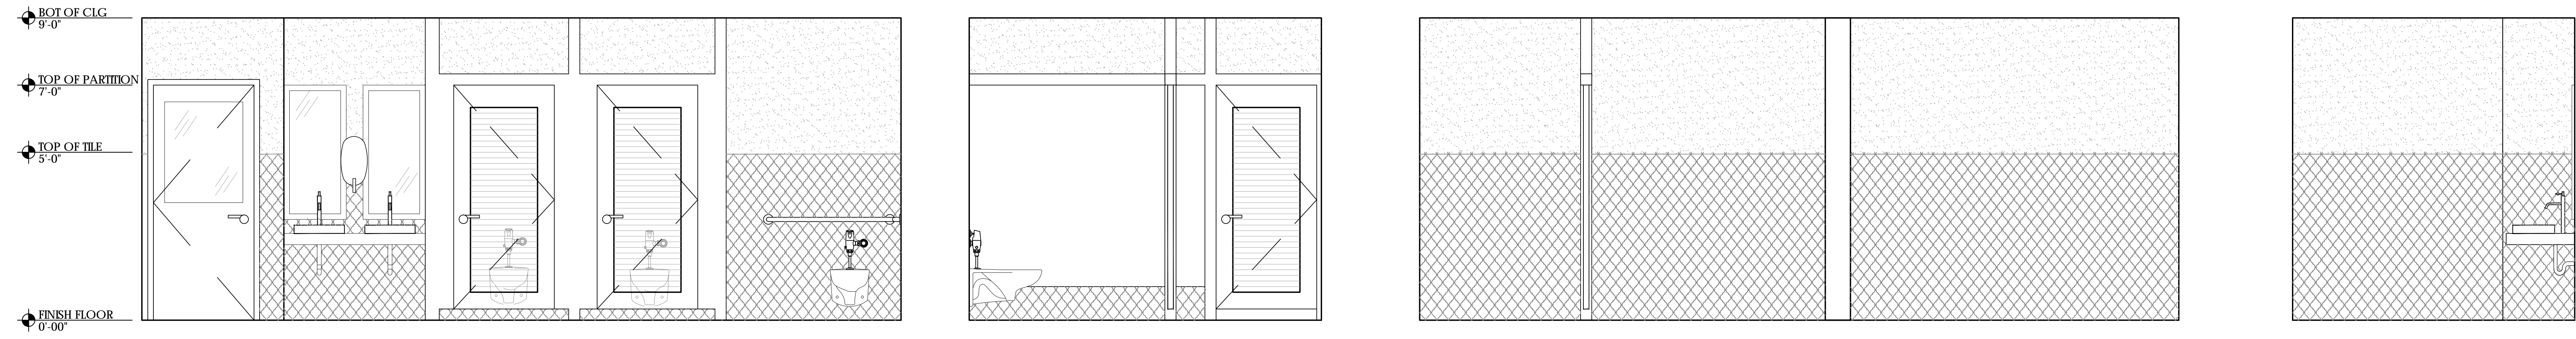 BOT OF CLG
9'-0"
TOP OF PARTITION
7'-0"
TOP OF TILE
5'-0"
FINISH FLOOR
0'-00"